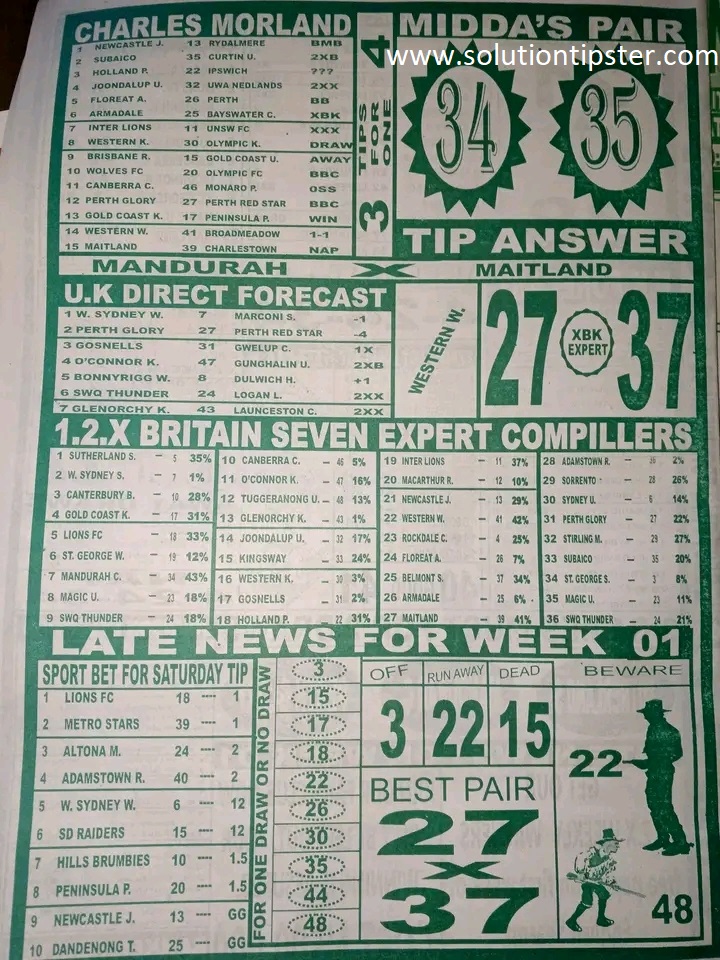 CHARLES MORLAND
1 NEWCASTLE J. 13 RYDALMERE BMB
2 SUBAICO 35 CURTIN U. 2XB
3 HOLLAND P. 22 IPSWICH ???
4 JOONDALUP U. 32 UWA NEDLANDS 2XX
5 FLOREAT A. 26 PERTH BB
6 ARMADALE 25 BAYSWATER C. XBK
7 INTER LIONS 11 UNSW FC XXX
8 WESTERN K. 30 OLYMPIC K. DRAW
9 BRISBANE R. 15 GOLD COAST U. AWAY
10 WOLVES FC 20 OLYMPIC FC BBC
11 CANBERRA C. 46 MONARO P. OSS
12 PERTH GLORY 27 PERTH RED STAR BBC
13 GOLD COAST K. 17 PENINSULA P. WIN
14 WESTERN W. 41 BROADMEADOW 1-1
15 MAITLAND 39 CHARLESTOWN NAP
3 TIPS FOR ONE 4
MIDDA'S PAIR
www.solutiontipster.com
34 35
TIP ANSWER
MANDURAH X MAITLAND
U.K DIRECT FORECAST
1 W. SYDNEY W. 7 MARCONI S. -1
2 PERTH GLORY 27 PERTH RED STAR -4
3 GOSNELLS 31 GWELUP C. 1X
4 O'CONNOR K. 47 GUNGHALIN U. 2XB
5 BONNYRIGG W. 8 DULWICH H. +1
6 SWQ THUNDER 24 LOGAN L. 2XX
7 GLENORCHY K. 43 LAUNCESTON C. 2XX
WESTERN W.
27 XBK EXPERT 37
1.2.X BRITAIN SEVEN EXPERT COMPILLERS
1 SUTHERLAND S. – 5 35%
2 W. SYDNEY S. – 7 1%
3 CANTERBURY B. – 10 28%
4 GOLD COAST K. – 17 31%
5 LIONS FC – 18 33%
6 ST. GEORGE W. – 19 12%
7 MANDURAH C. – 34 43%
8 MAGIC U. – 23 18%
9 SWQ THUNDER – 24 18%
10 CANBERRA C. – 46 5%
11 O'CONNOR K. – 47 16%
12 TUGGERANONG U. – 48 13%
13 GLENORCHY K. – 43 1%
14 JOONDALUP U. – 32 17%
15 KINGSWAY – 33 24%
16 WESTERN K. – 30 3%
17 GOSNELLS – 31 2%
18 HOLLAND P. – 22 31%
19 INTER LIONS – 11 37%
20 MACARTHUR R. – 12 10%
21 NEWCASTLE J. – 13 29%
22 WESTERN W. – 41 42%
23 ROCKDALE C. – 4 25%
24 FLOREAT A. – 26 7%
25 BELMONT S. – 37 34%
26 ARMADALE – 25 6%
27 MAITLAND – 39 41%
28 ADAMSTOWN R. – 36 2%
29 SORRENTO – 28 26%
30 SYDNEY U. – 6 14%
31 PERTH GLORY – 27 22%
32 STIRLING M. – 29 27%
33 SUBAICO – 35 20%
34 ST. GEORGE S. – 3 8%
35 MAGIC U. – 23 11%
36 SWQ THUNDER – 24 21%
LATE NEWS FOR WEEK 01
SPORT BET FOR SATURDAY TIP
1 LIONS FC 18 ---- 1
2 METRO STARS 39 ---- 1
3 ALTONA M. 24 ---- 2
4 ADAMSTOWN R. 40 ---- 2
5 W. SYDNEY W. 6 ---- 12
6 SD RAIDERS 15 ---- 12
7 HILLS BRUMBIES 10 ---- 1.5
8 PENINSULA P. 20 ---- 1.5
9 NEWCASTLE J. 13 ---- GG
10 DANDENONG T. 25 ---- GG
FOR ONE DRAW OR NO DRAW
3
15
17
18
22
26
30
35
44
48
OFF RUN AWAY DEAD
3 22 15
BEST PAIR
27
X
37
BEWARE
22
48